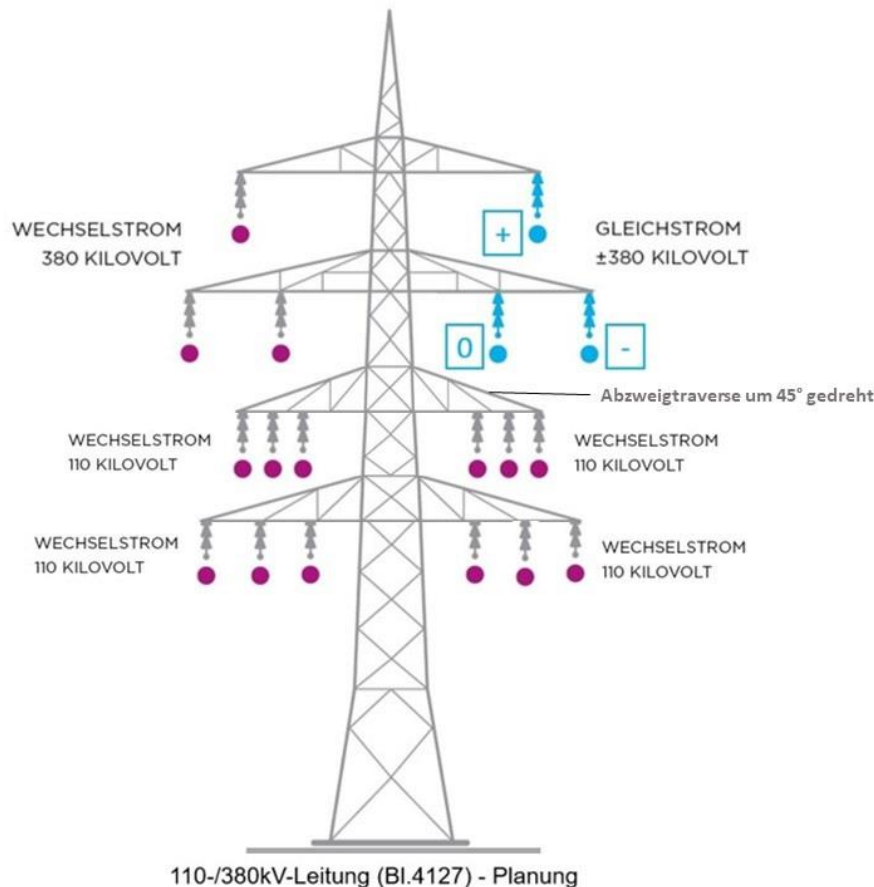 WECHSELSTROM
380 KILOVOLT
+
GLEICHSTROM
±380 KILOVOLT
0
-
Abzweigtraverse um 45° gedreht
WECHSELSTROM
110 KILOVOLT
WECHSELSTROM
110 KILOVOLT
WECHSELSTROM
110 KILOVOLT
WECHSELSTROM
110 KILOVOLT
110-/380kV-Leitung (Bl.4127) - Planung